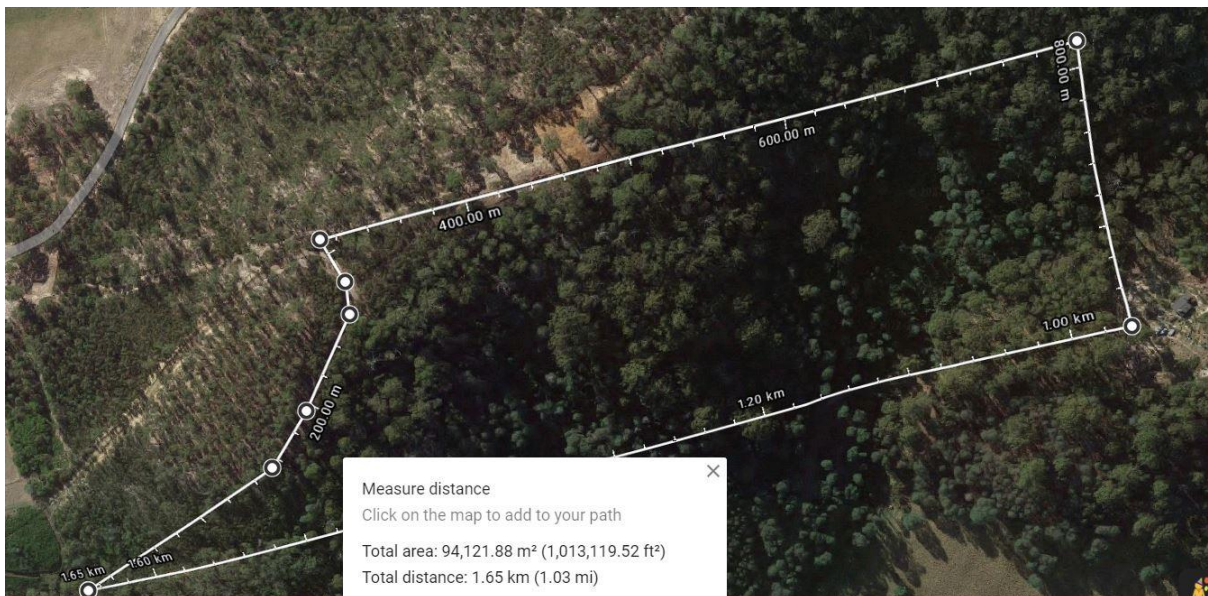 800.00 m
600.00 m
400.00 m
1.00 km
1.20 km
200.00 m
1.60 km
1.65 km
Measure distance
Click on the map to add to your path
Total area: 94,121.88 m² (1,013,119.52 ft²)
Total distance: 1.65 km (1.03 mi)